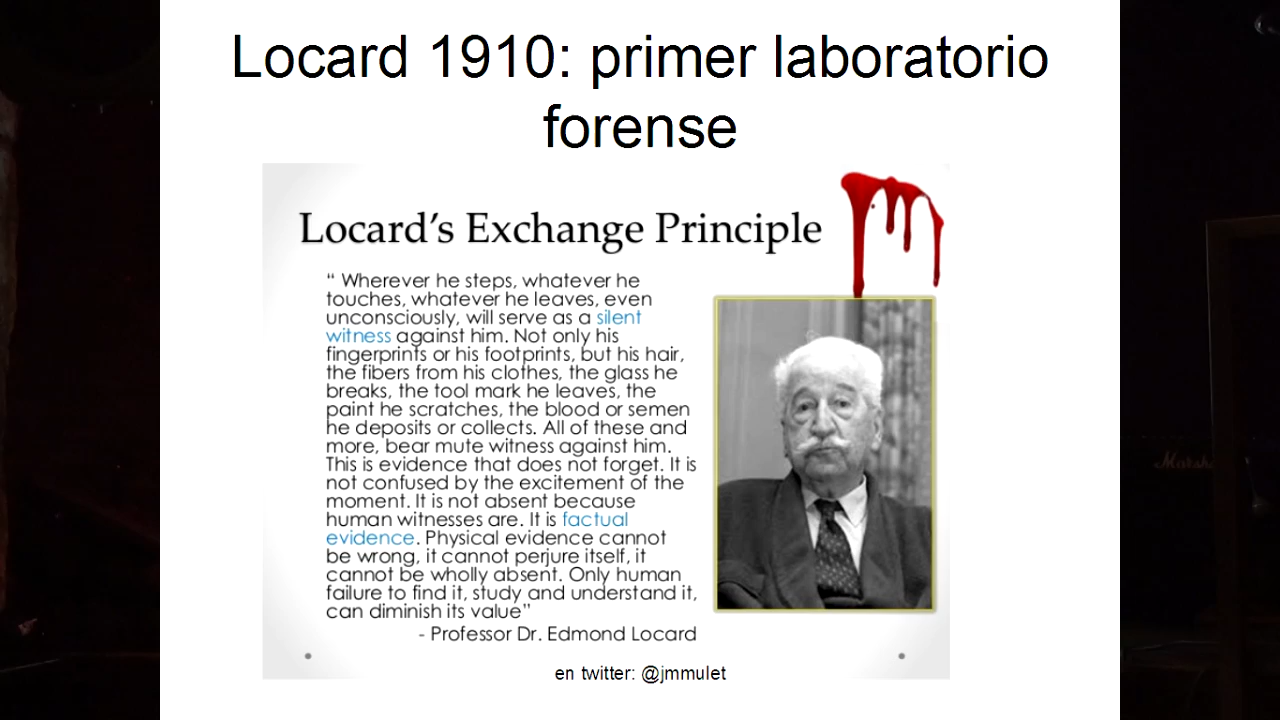 Locard 1910: primer laboratorio
forense
Locard's Exchange Principle
“ Wherever he steps, whatever he
touches, whatever he leaves, even
unconsciously, will serve as a silent
witness against him. Not only his
fingerprints or his footprints, but his hair,
the fibers from his clothes, the glass he
breaks, the tool mark he leaves, the
paint he scratches, the blood or semen
he deposits or collects. All of these and
more, bear mute witness against him.
This is evidence that does not forget. It is
not confused by the excitement of the
moment. It is not absent because
human witnesses are. It is factual
evidence. Physical evidence cannot
be wrong, it cannot perjure itself, it
cannot be wholly absent. Only human
failure to find it, study and understand it,
can diminish its value”
- Professor Dr. Edmond Locard
en twitter: @jmmulet
Marsha